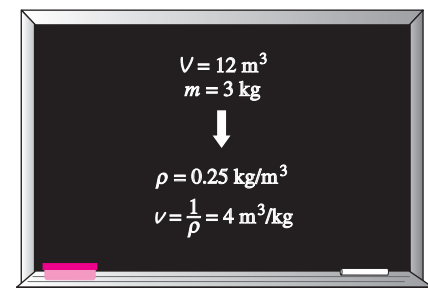 V = 12 m³
m = 3 kg
ρ = 0.25 kg/m³
v = 1/ρ = 4 m³/kg